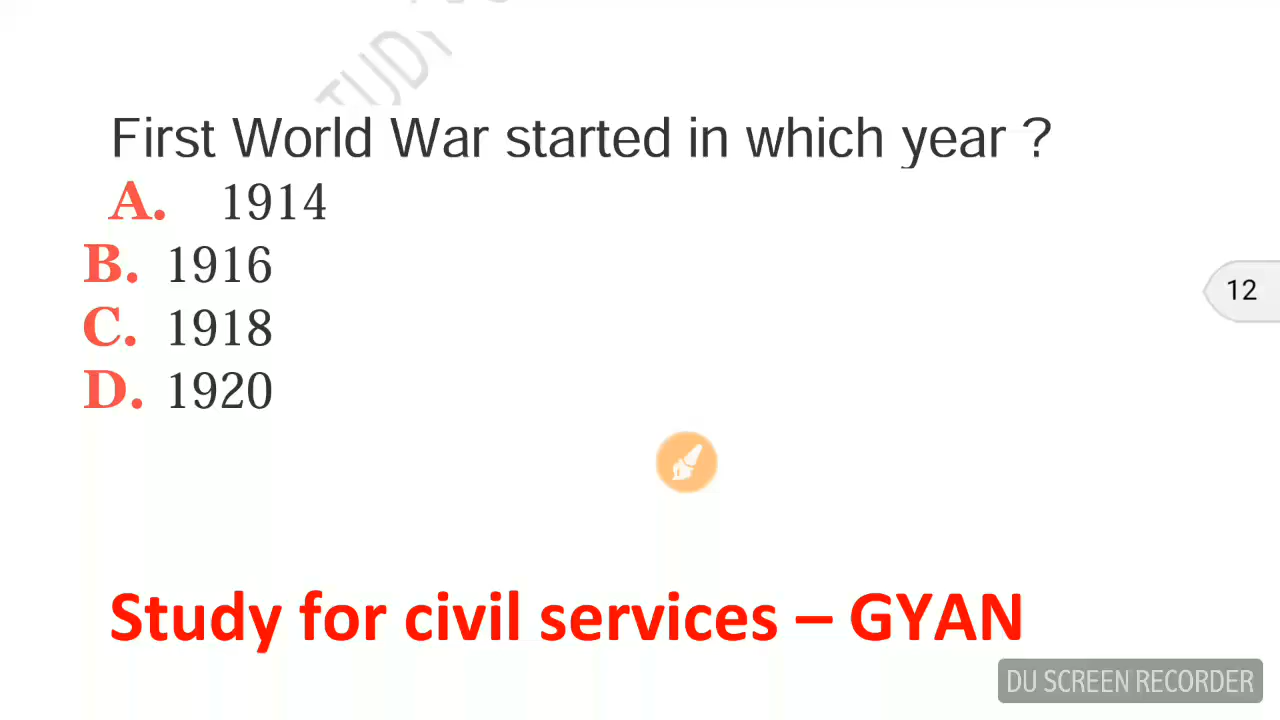 First World War started in which year ?
A. 1914
B. 1916
C. 1918
D. 1920
12
Study for civil services – GYAN
DU SCREEN RECORDER